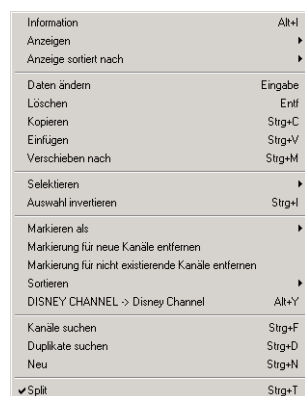 Information Alt+I
Anzeigen
Anzeige sortiert nach
Daten ändern Eingabe
Löschen Entf
Kopieren Strg+C
Einfügen Strg+V
Verschieben nach Strg+M
Selektieren
Auswahl invertieren Strg+I
Markieren als
Markierung für neue Kanäle entfernen
Markierung für nicht existierende Kanäle entfernen
Sortieren
DISNEY CHANNEL -> Disney Channel Alt+Y
Kanäle suchen Strg+F
Duplikate suchen Strg+D
Neu Strg+N
Split Strg+T